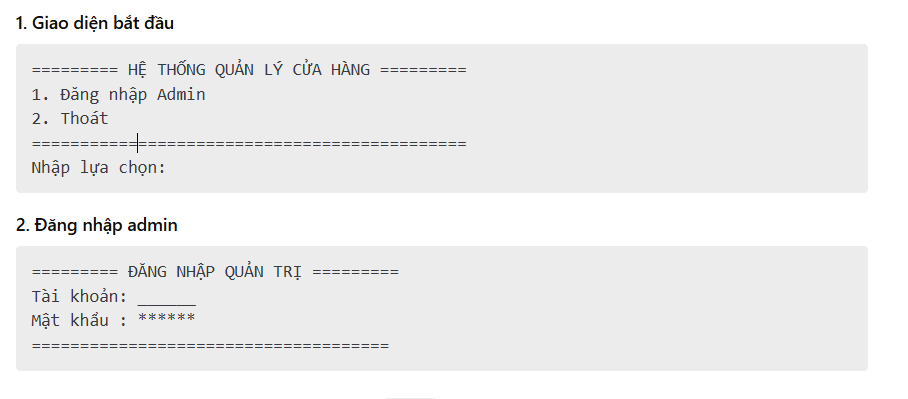 1. Giao diện bắt đầu
========= HỆ THỐNG QUẢN LÝ CỬA HÀNG =========
1. Đăng nhập Admin
2. Thoát
=============================================
Nhập lựa chọn:
2. Đăng nhập admin
========= ĐĂNG NHẬP QUẢN TRỊ =========
Tài khoản: ______
Mật khẩu : ******
=====================================